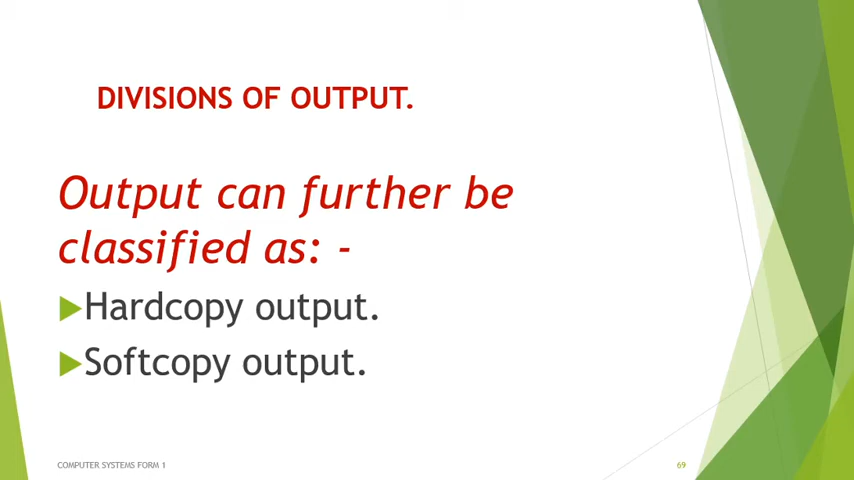 DIVISIONS OF OUTPUT.
Output can further be
classified as: -
Hardcopy output.
Softcopy output.
COMPUTER SYSTEMS FORM 1
69